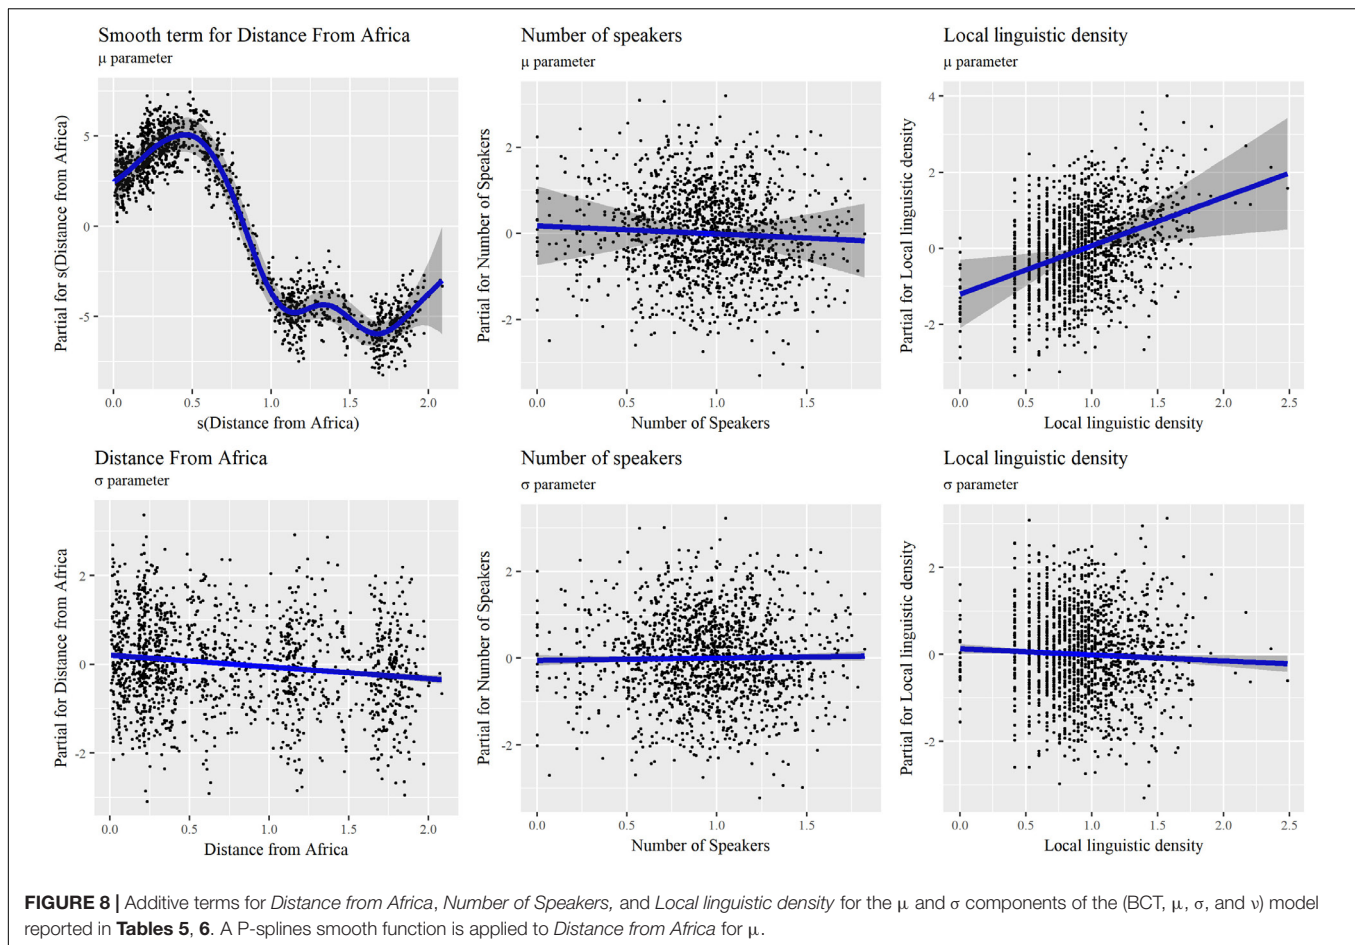 Smooth term for Distance From Africa
μ parameter
Partial for s(Distance from Africa)
5
0
-5
0.0 0.5 1.0 1.5 2.0
s(Distance from Africa)
Number of speakers
μ parameter
Partial for Number of Speakers
2
0
-2
0.0 0.5 1.0 1.5
Number of Speakers
Local linguistic density
μ parameter
Partial for Local linguistic density
4
2
0
-2
0.0 0.5 1.0 1.5 2.0 2.5
Local linguistic density
Distance From Africa
σ parameter
Partial for Distance from Africa
2
0
-2
0.0 0.5 1.0 1.5 2.0
Distance from Africa
Number of speakers
σ parameter
Partial for Number of Speakers
2
0
-2
0.0 0.5 1.0 1.5
Number of Speakers
Local linguistic density
σ parameter
Partial for Local linguistic density
2
0
-2
0.0 0.5 1.0 1.5 2.0 2.5
Local linguistic density
FIGURE 8 | Additive terms for Distance from Africa, Number of Speakers, and Local linguistic density for the μ and σ components of the (BCT, μ, σ, and ν) model
reported in Tables 5, 6. A P-splines smooth function is applied to Distance from Africa for μ.